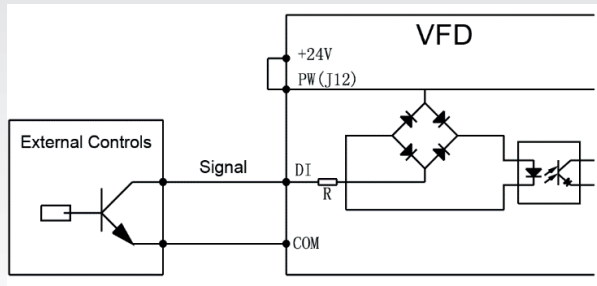 VFD
+24V
PW(J12)
External Controls
Signal
DI
R
COM